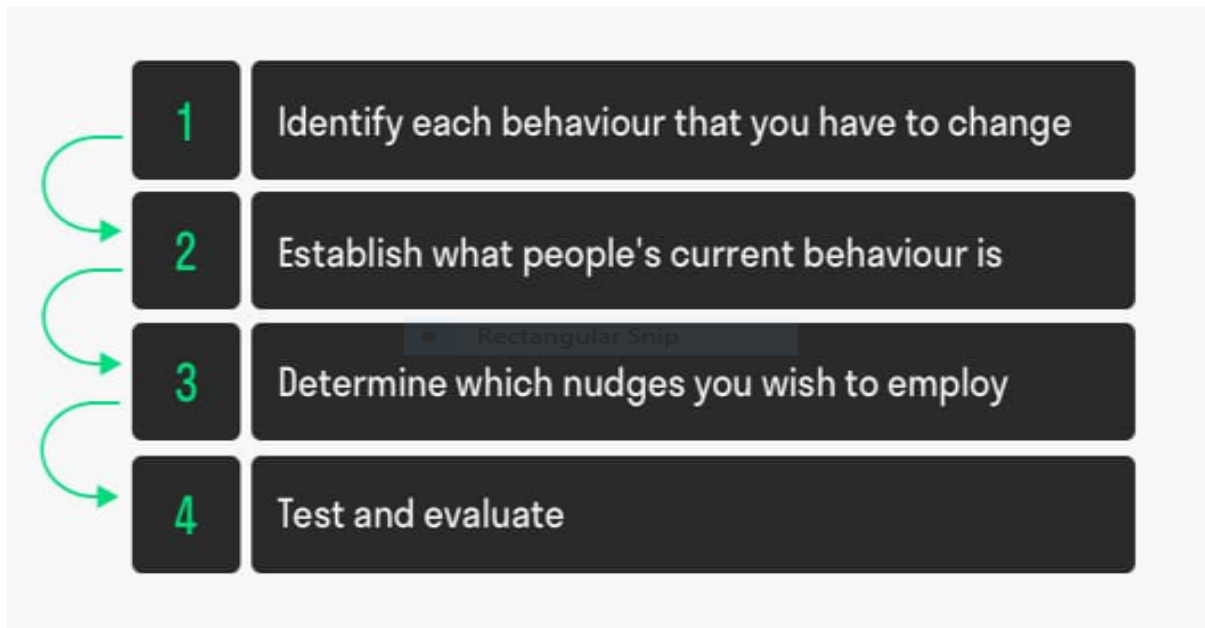 1 Identify each behaviour that you have to change
2 Establish what people's current behaviour is
Rectangular Snip
3 Determine which nudges you wish to employ
4 Test and evaluate